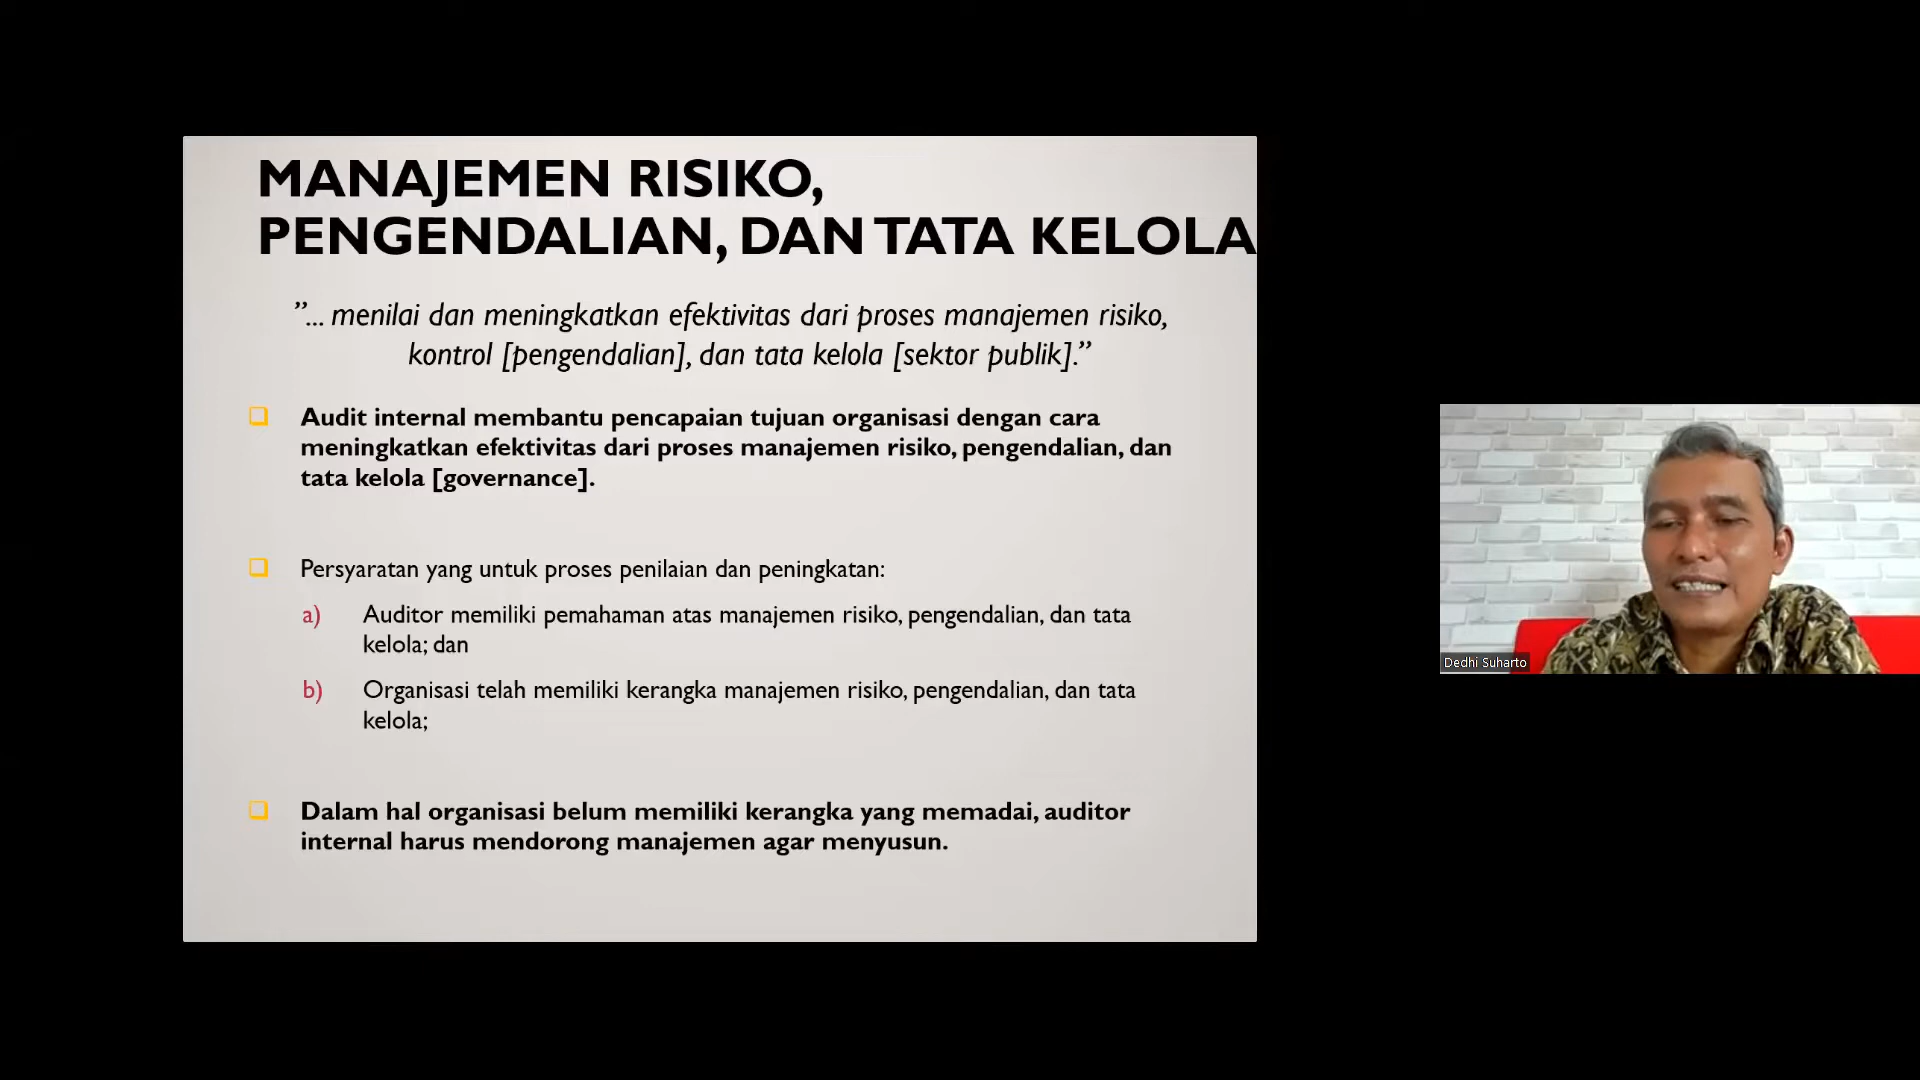 MANAJEMEN RISIKO,
PENGENDALIAN, DAN TATA KELOLA
”... menilai dan meningkatkan efektivitas dari proses manajemen risiko,
kontrol [pengendalian], dan tata kelola [sektor publik].”
Audit internal membantu pencapaian tujuan organisasi dengan cara
meningkatkan efektivitas dari proses manajemen risiko, pengendalian, dan
tata kelola [governance].
Persyaratan yang untuk proses penilaian dan peningkatan:
a) Auditor memiliki pemahaman atas manajemen risiko, pengendalian, dan tata
kelola; dan
b) Organisasi telah memiliki kerangka manajemen risiko, pengendalian, dan tata
kelola;
Dalam hal organisasi belum memiliki kerangka yang memadai, auditor
internal harus mendorong manajemen agar menyusun.
Dedhi Suharto